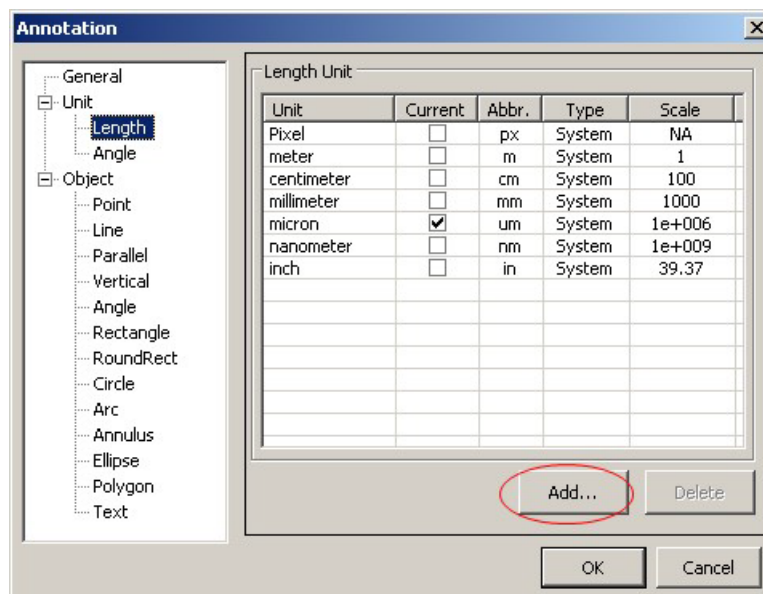 Annotation
General
Unit
Length
Angle
Object
Point
Line
Parallel
Vertical
Angle
Rectangle
RoundRect
Circle
Arc
Annulus
Ellipse
Polygon
Text
Length Unit
Unit Current Abbr. Type Scale
Pixel px System NA
meter m System 1
centimeter cm System 100
millimeter mm System 1000
micron um System 1e+006
nanometer nm System 1e+009
inch in System 39.37
Add... Delete
OK Cancel